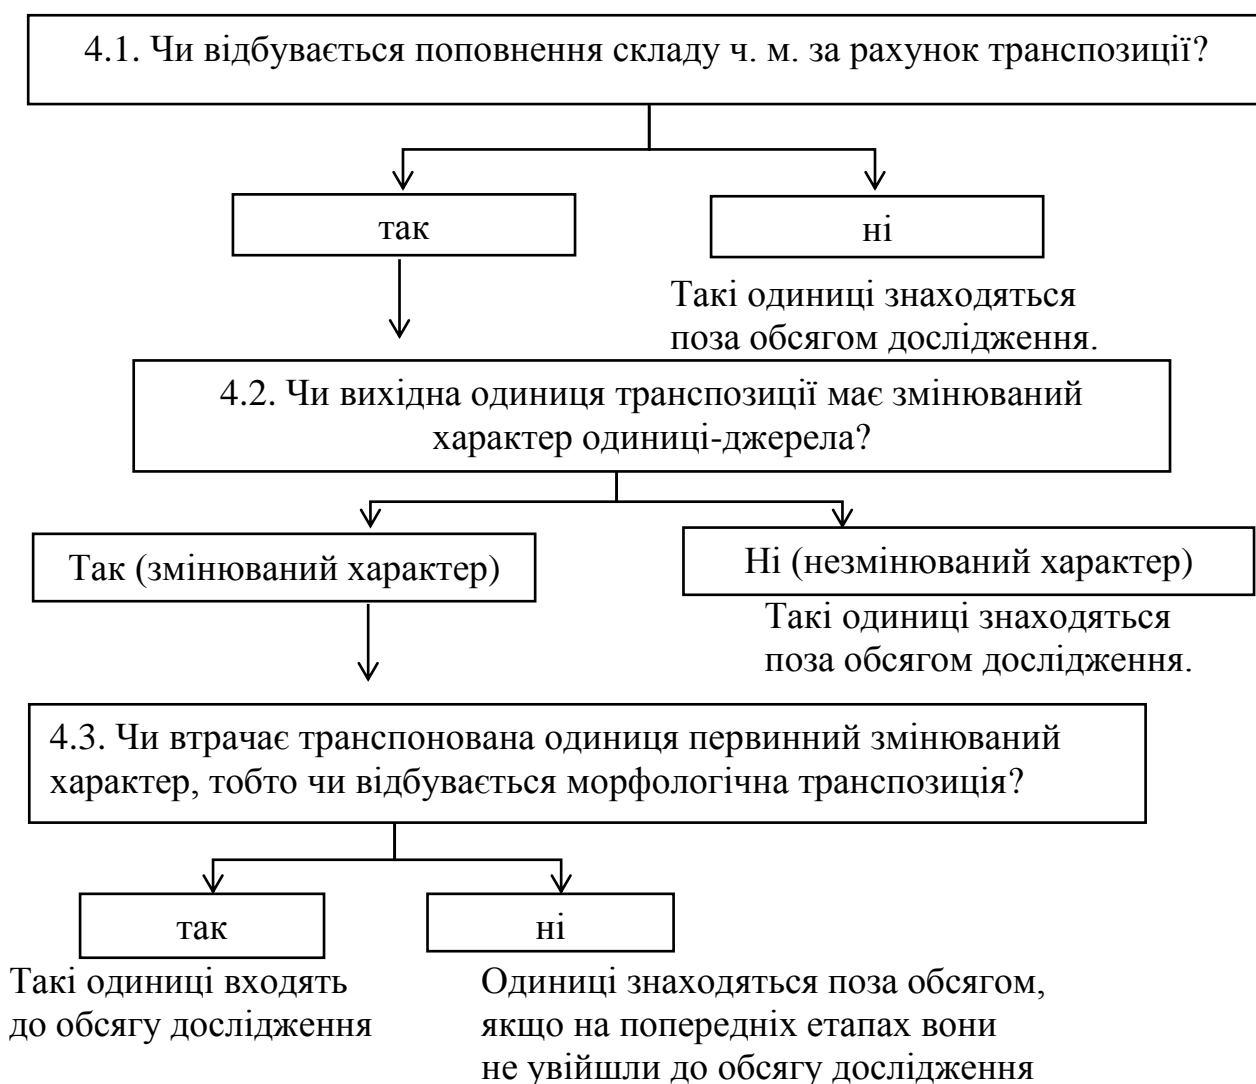 4.1. Чи відбувається поповнення складу ч. м. за рахунок транспозиції?
так
ні
Такі одиниці знаходяться
поза обсягом дослідження.
4.2. Чи вихідна одиниця транспозиції має змінюваний
характер одиниці-джерела?
Так (змінюваний характер)
Ні (незмінюваний характер)
Такі одиниці знаходяться
поза обсягом дослідження.
4.3. Чи втрачає транспонована одиниця первинний змінюваний
характер, тобто чи відбувається морфологічна транспозиція?
так
ні
Такі одиниці входять
до обсягу дослідження
Одиниці знаходяться поза обсягом,
якщо на попередніх етапах вони
не увійшли до обсягу дослідження